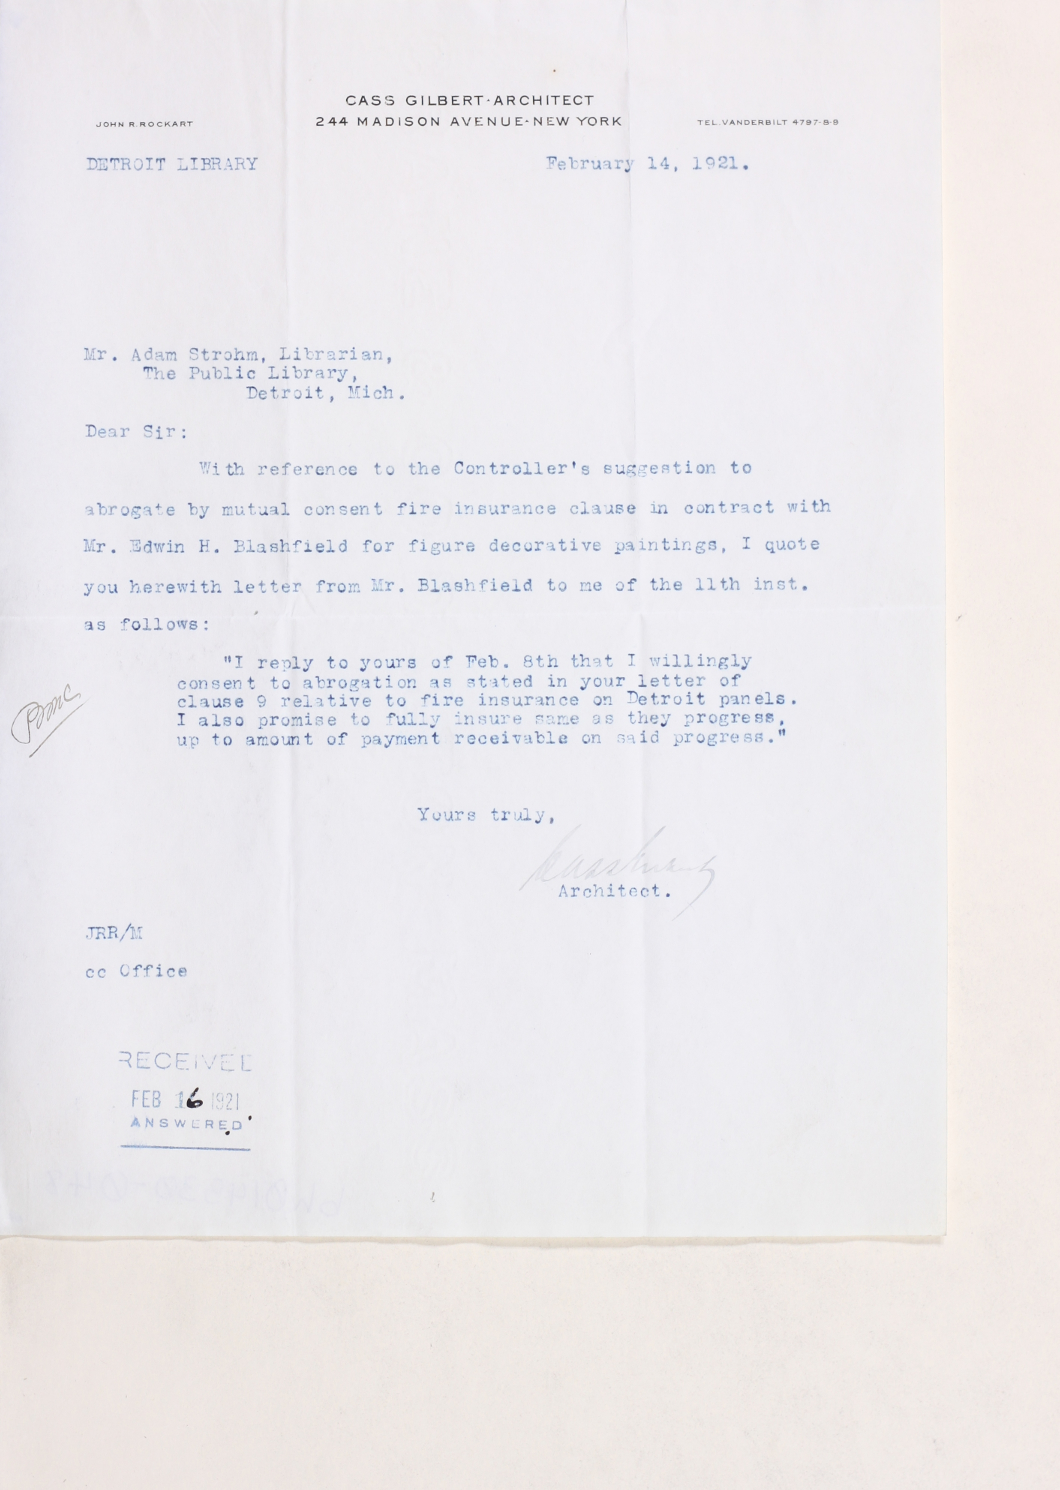 CASS GILBERT·ARCHITECT
JOHN R. ROCKART 244 MADISON AVENUE·NEW YORK TEL. VANDERBILT 4797-8-9
DETROIT LIBRARY February 14, 1921.
Mr. Adam Strohm, Librarian,
The Public Library,
Detroit, Mich.
Dear Sir:
With reference to the Controller's suggestion to
abrogate by mutual consent fire insurance clause in contract with
Mr. Edwin H. Blashfield for figure decorative paintings, I quote
you herewith letter from Mr. Blashfield to me of the 11th inst.
as follows:
"I reply to yours of Feb. 8th that I willingly
consent to abrogation as stated in your letter of
clause 9 relative to fire insurance on Detroit panels.
I also promise to fully insure same as they progress,
up to amount of payment receivable on said progress."
Yours truly,
Architect.
JRR/M
cc Office
RECEIVED
FEB 16 1921
ANSWERED